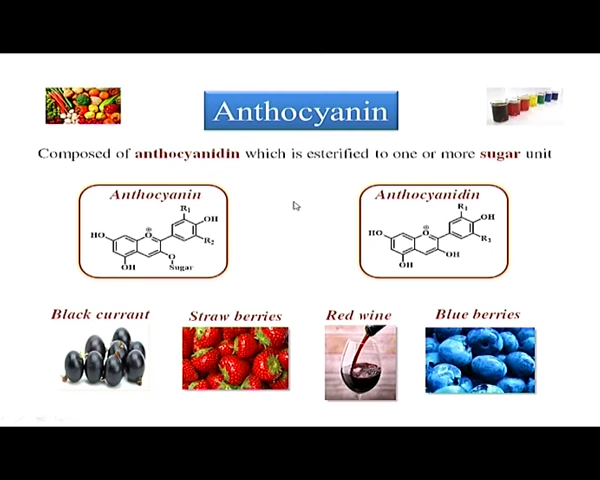 Anthocyanin
Composed of anthocyanidin which is esterified to one or more sugar unit
Anthocyanin
R1
OH
HO
O
R2
O
OH
Sugar
Anthocyanidin
R1
OH
HO
O
R3
OH
OH
Black currant
Straw berries
Red wine
Blue berries